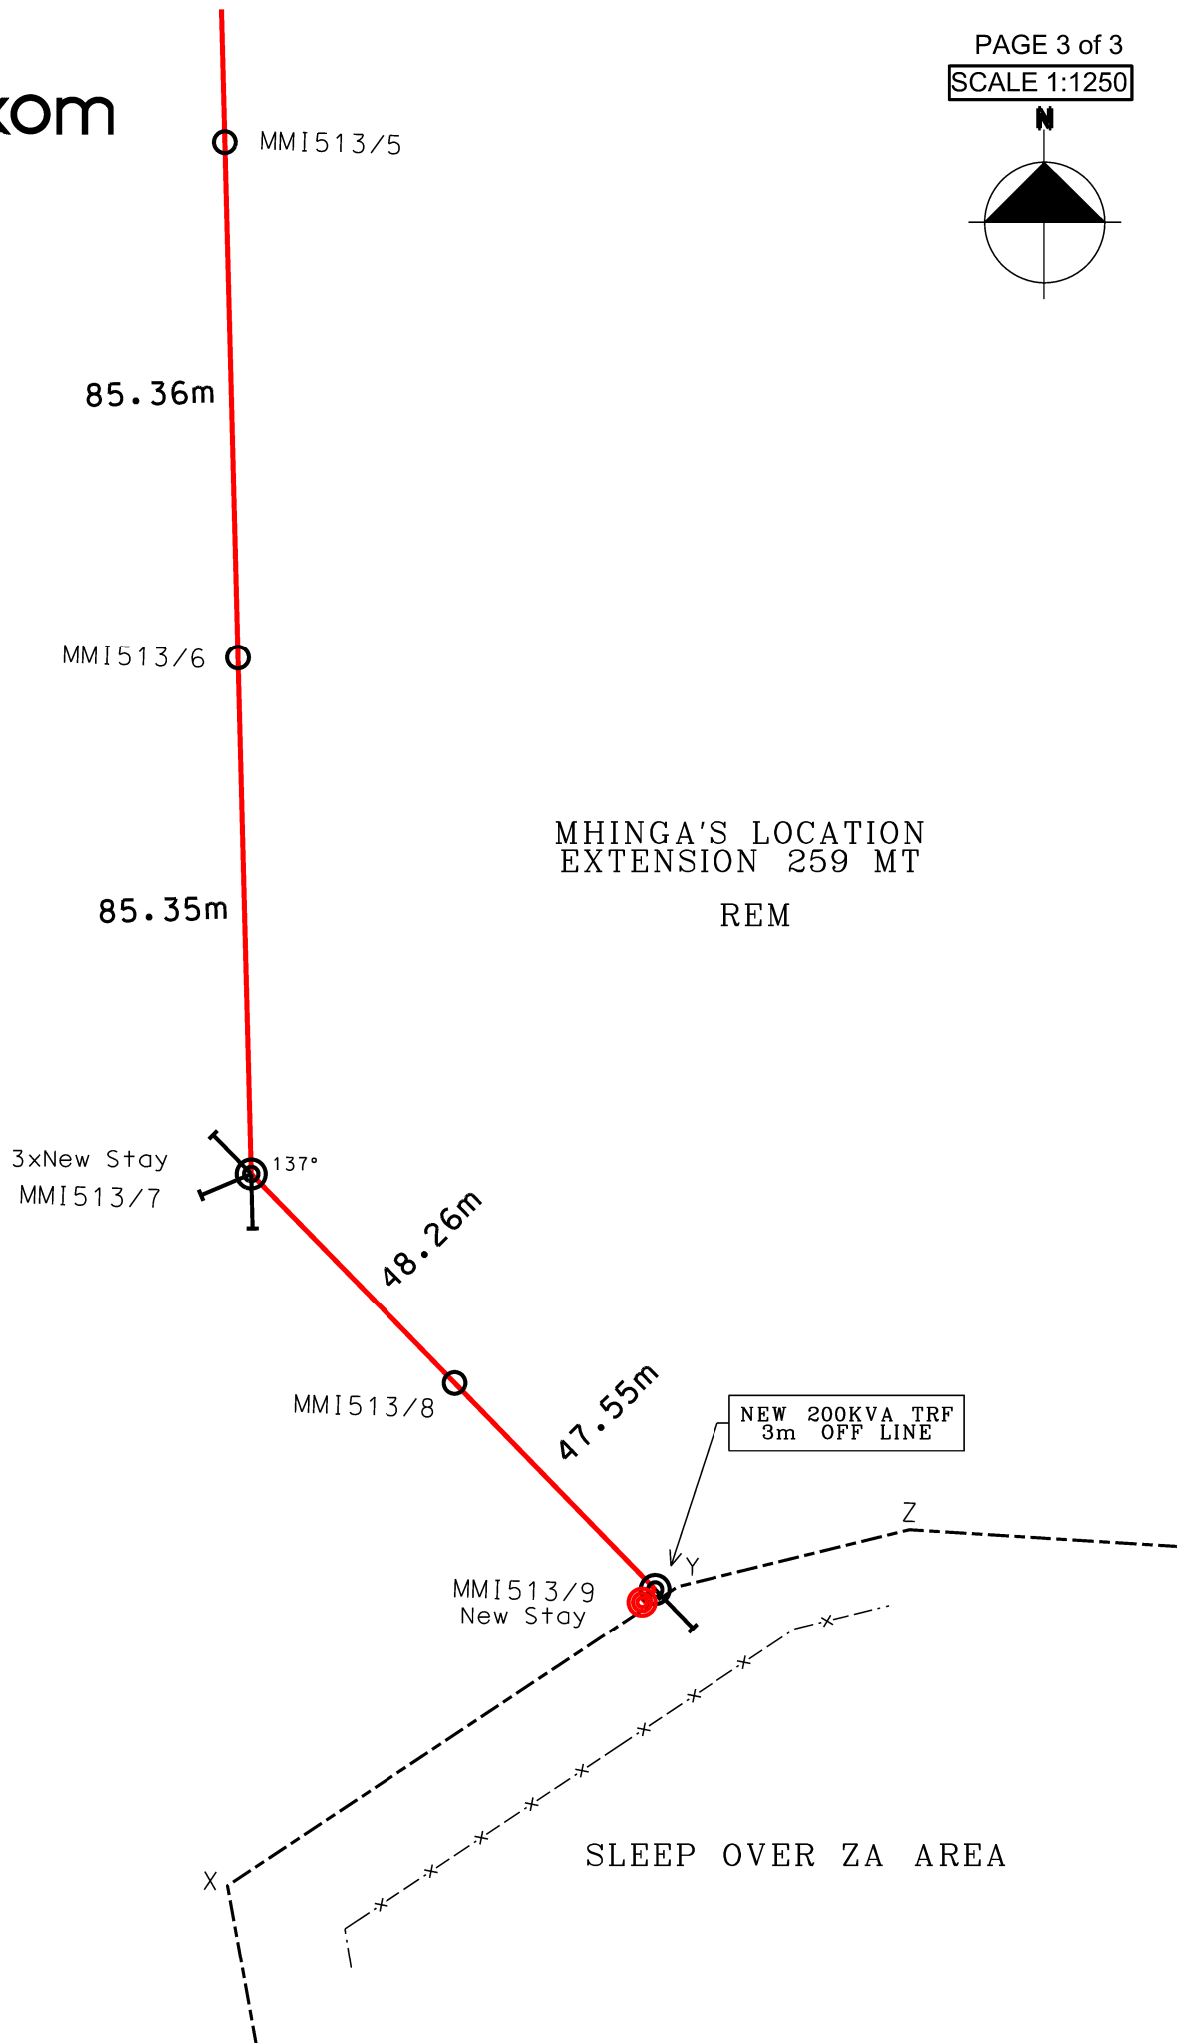 PAGE 3 of 3
SCALE 1:1250
N
kom
MMI513/5
85.36m
MMI513/6
MHINGA'S LOCATION
EXTENSION 259 MT
REM
85.35m
3xNew Stay
MMI513/7
137°
48.26m
MMI513/8
47.55m
NEW 200KVA TRF
3m OFF LINE
Z
Y
MMI513/9
New Stay
SLEEP OVER ZA AREA
X